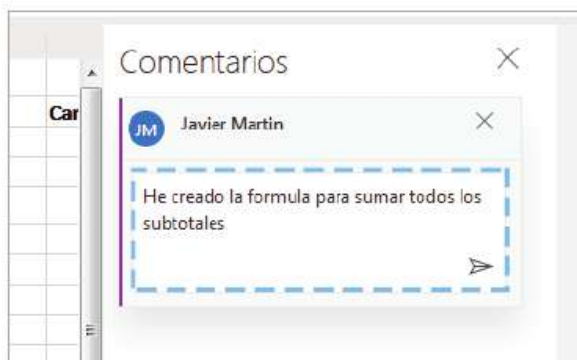 Comentarios
Car
JM Javier Martin
He creado la formula para sumar todos los
subtotales